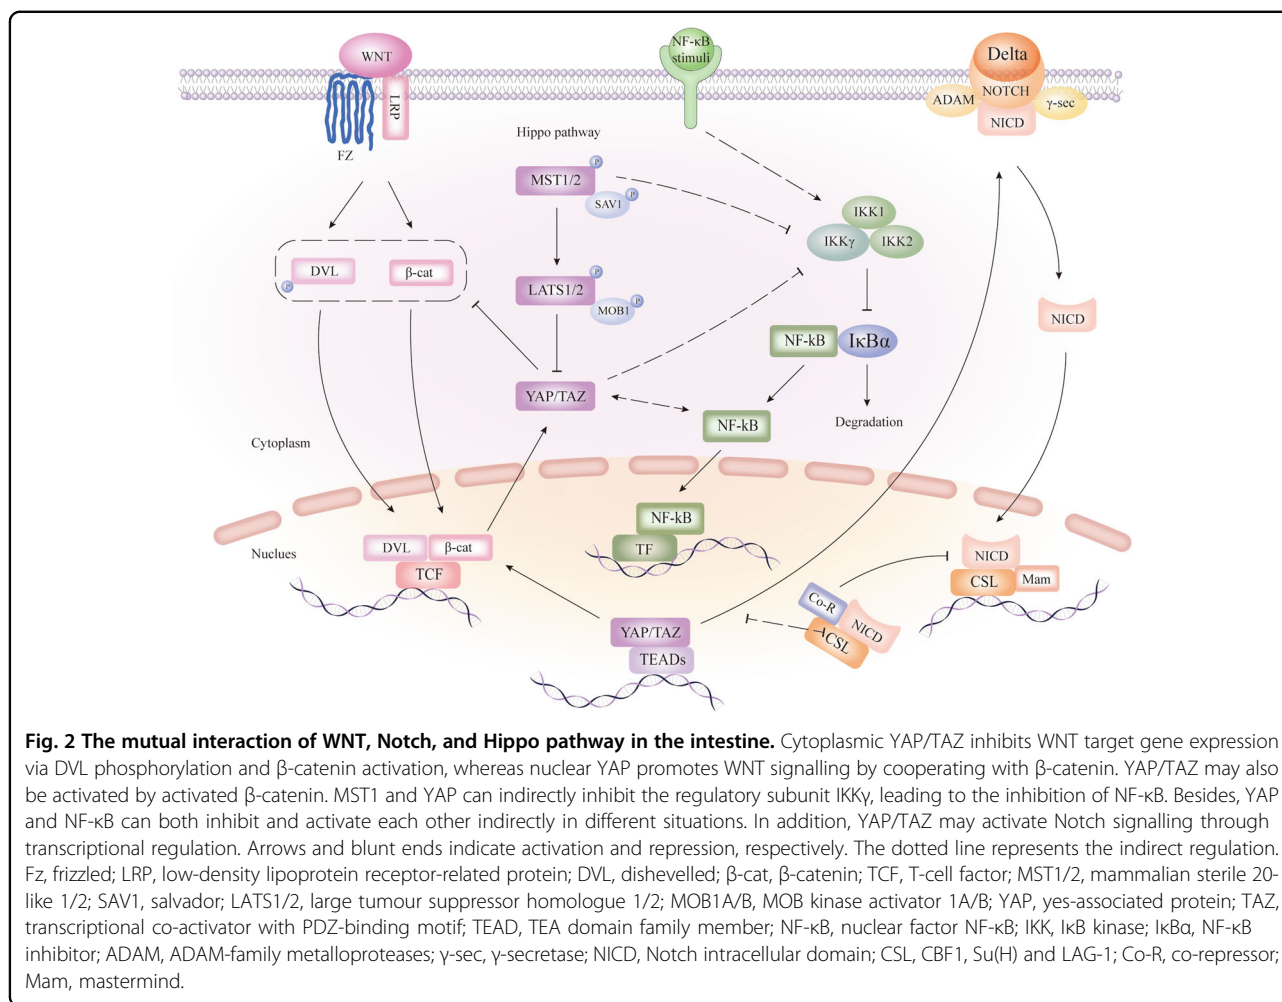 WNT
LRP
FZ
NF-κB
stimuli
Delta
NOTCH
ADAM
γ-sec
NICD
Hippo pathway
MST1/2
P
SAV1
P
IKK1
IKKγ
IKK2
DVL
P
β-cat
LATS1/2
P
MOB1
P
NICD
NF-kB
IκBα
YAP/TAZ
NF-kB
Degradation
Cytoplasm
Nuclues
NF-kB
TF
DVL
β-cat
TCF
NICD
CSL
Mam
Co-R
NICD
CSL
YAP/TAZ
TEADs
Fig. 2 The mutual interaction of WNT, Notch, and Hippo pathway in the intestine. Cytoplasmic YAP/TAZ inhibits WNT target gene expression
via DVL phosphorylation and β-catenin activation, whereas nuclear YAP promotes WNT signalling by cooperating with β-catenin. YAP/TAZ may also
be activated by activated β-catenin. MST1 and YAP can indirectly inhibit the regulatory subunit IKKγ, leading to the inhibition of NF-κB. Besides, YAP
and NF-κB can both inhibit and activate each other indirectly in different situations. In addition, YAP/TAZ may activate Notch signalling through
transcriptional regulation. Arrows and blunt ends indicate activation and repression, respectively. The dotted line represents the indirect regulation.
Fz, frizzled; LRP, low-density lipoprotein receptor-related protein; DVL, dishevelled; β-cat, β-catenin; TCF, T-cell factor; MST1/2, mammalian sterile 20-
like 1/2; SAV1, salvador; LATS1/2, large tumour suppressor homologue 1/2; MOB1A/B, MOB kinase activator 1A/B; YAP, yes-associated protein; TAZ,
transcriptional co-activator with PDZ-binding motif; TEAD, TEA domain family member; NF-κB, nuclear factor NF-κB; IKK, IκB kinase; IκBα, NF-κB
inhibitor; ADAM, ADAM-family metalloproteases; γ-sec, γ-secretase; NICD, Notch intracellular domain; CSL, CBF1, Su(H) and LAG-1; Co-R, co-repressor;
Mam, mastermind.